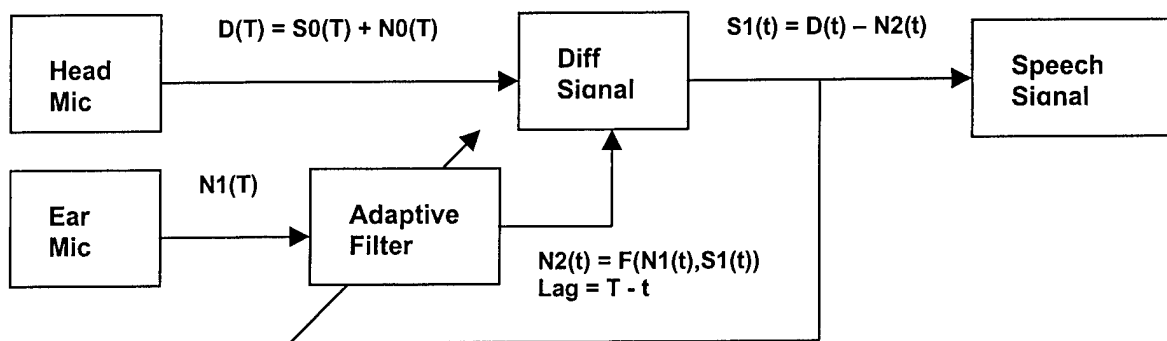 D(T) = S0(T) + N0(T)
S1(t) = D(t) – N2(t)
Head
Mic
Diff
Signal
Speech
Signal
N1(T)
Ear
Mic
Adaptive
Filter
N2(t) = F(N1(t),S1(t))
Lag = T - t